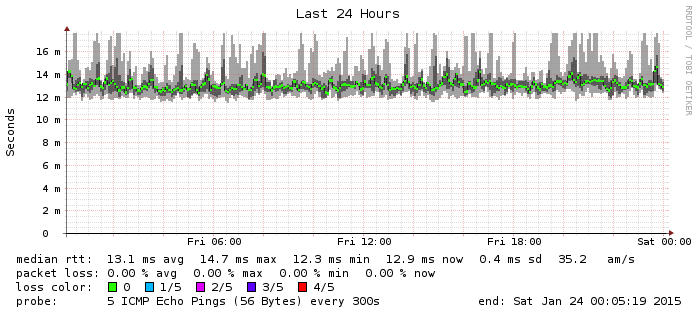 Last 24 Hours
RRDTOOL / TOBI OETIKER
Seconds
16 m
14 m
12 m
10 m
8 m
6 m
4 m
2 m
0
Fri 06:00 Fri 12:00 Fri 18:00 Sat 00:00
median rtt: 13.1 ms avg 14.7 ms max 12.3 ms min 12.9 ms now 0.4 ms sd 35.2 am/s
packet loss: 0.00 % avg 0.00 % max 0.00 % min 0.00 % now
loss color: 0 1/5 2/5 3/5 4/5
probe: 5 ICMP Echo Pings (56 Bytes) every 300s end: Sat Jan 24 00:05:19 2015